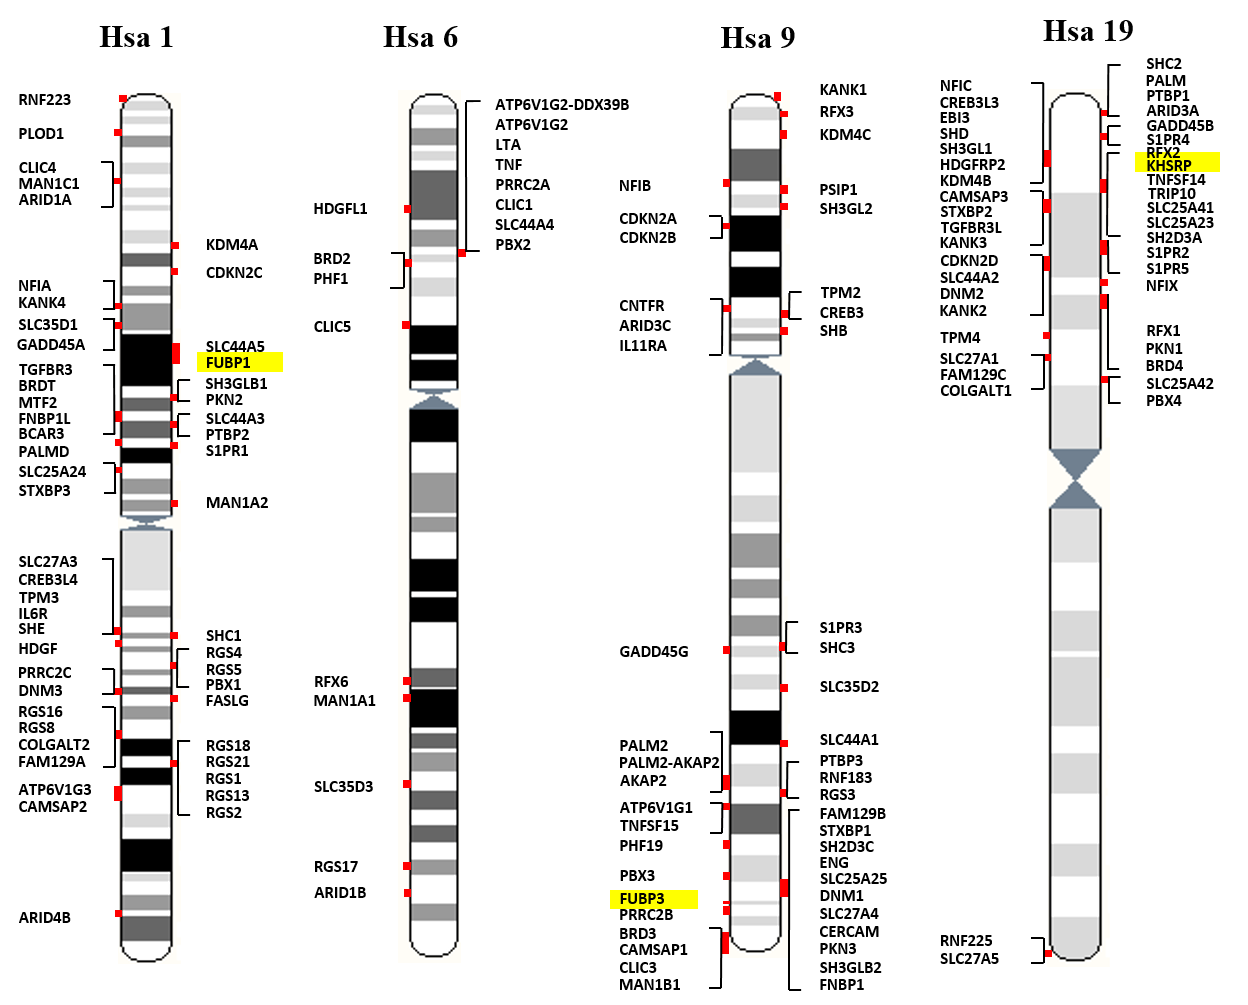 Hsa 1
RNF223
PLOD1
CLIC4
MAN1C1
ARID1A
NFIA
KANK4
SLC35D1
GADD45A
TGFBR3
BRDT
MTF2
FNBP1L
BCAR3
PALMD
SLC25A24
STXBP3
SLC27A3
CREB3L4
TPM3
IL6R
SHE
HDGF
PRRC2C
DNM3
RGS16
RGS8
COLGALT2
FAM129A
ATP6V1G3
CAMSAP2
ARID4B
KDM4A
CDKN2C
SLC44A5
FUBP1
SH3GLB1
PKN2
SLC44A3
PTBP2
S1PR1
MAN1A2
SHC1
RGS4
RGS5
PBX1
FASLG
RGS18
RGS21
RGS1
RGS13
RGS2
Hsa 6
HDGFL1
BRD2
PHF1
CLIC5
RFX6
MAN1A1
SLC35D3
RGS17
ARID1B
ATP6V1G2-DDX39B
ATP6V1G2
LTA
TNF
PRRC2A
CLIC1
SLC44A4
PBX2
Hsa 9
NFIB
CDKN2A
CDKN2B
CNTFR
ARID3C
IL11RA
GADD45G
PALM2
PALM2-AKAP2
AKAP2
ATP6V1G1
TNFSF15
PHF19
PBX3
FUBP3
PRRC2B
BRD3
CAMSAP1
CLIC3
MAN1B1
KANK1
RFX3
KDM4C
PSIP1
SH3GL2
TPM2
CREB3
SHB
S1PR3
SHC3
SLC35D2
SLC44A1
PTBP3
RNF183
RGS3
FAM129B
STXBP1
SH2D3C
ENG
SLC25A25
DNM1
SLC27A4
CERCAM
PKN3
SH3GLB2
FNBP1
Hsa 19
NFIC
CREB3L3
EBI3
SHD
SH3GL1
HDGFRP2
KDM4B
CAMSAP3
STXBP2
TGFBR3L
KANK3
CDKN2D
SLC44A2
DNM2
KANK2
TPM4
SLC27A1
FAM129C
COLGALT1
RNF225
SLC27A5
SHC2
PALM
PTBP1
ARID3A
GADD45B
S1PR4
RFX2
KHSRP
TNFSF14
TRIP10
SLC25A41
SLC25A23
SH2D3A
S1PR2
S1PR5
NFIX
RFX1
PKN1
BRD4
SLC25A42
PBX4